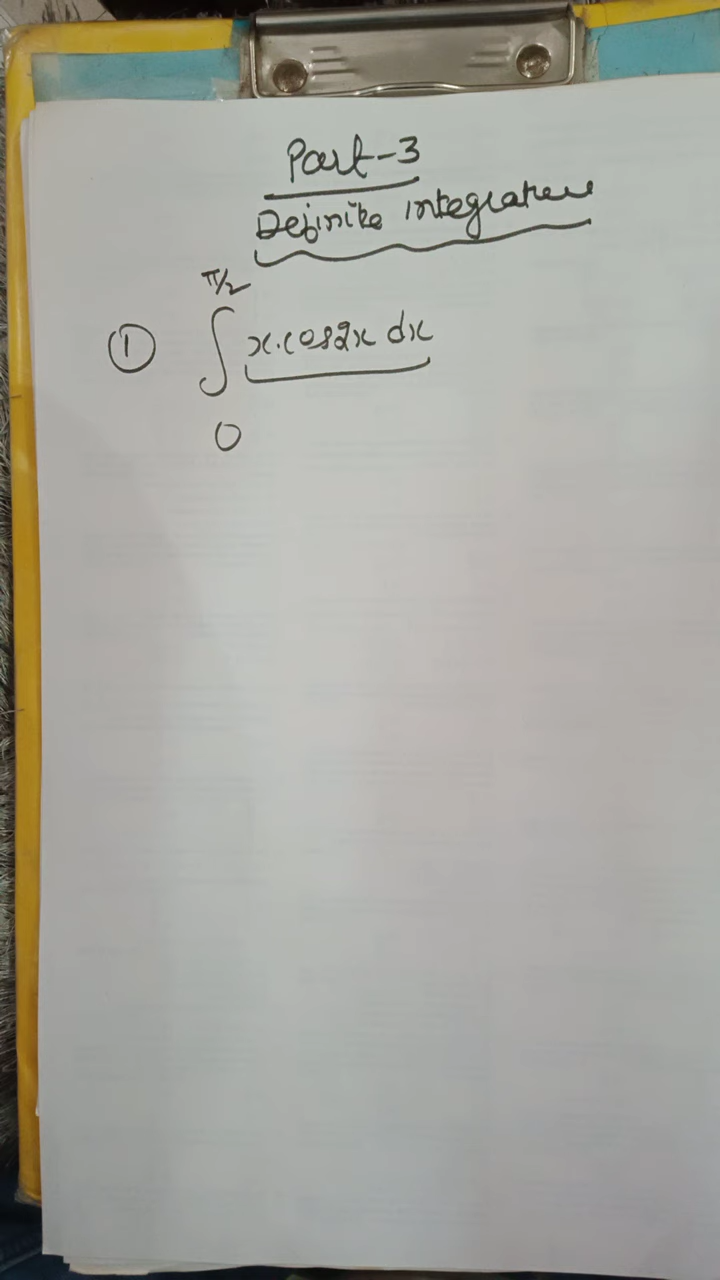 Part-3
Definite integration
π/2
① ∫ x.cos2x dx
0